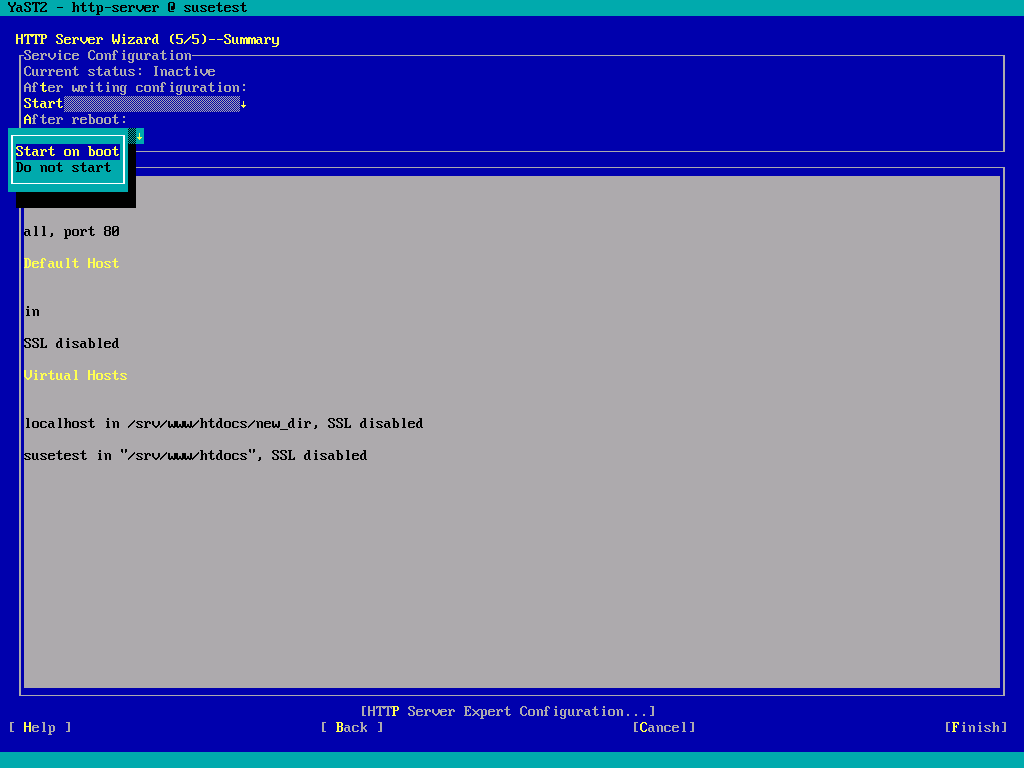 YaST2 - http-server @ susetest
HTTP Server Wizard (5/5)--Summary
Service Configuration
Current status: Inactive
After writing configuration:
Start
After reboot:
Start on boot
Do not start
all, port 80
Default Host
in
SSL disabled
Virtual Hosts
localhost in /srv/www/htdocs/new_dir, SSL disabled
susetest in "/srv/www/htdocs", SSL disabled
[HTTP Server Expert Configuration...]
[ Help ] [ Back ] [Cancel] [Finish]